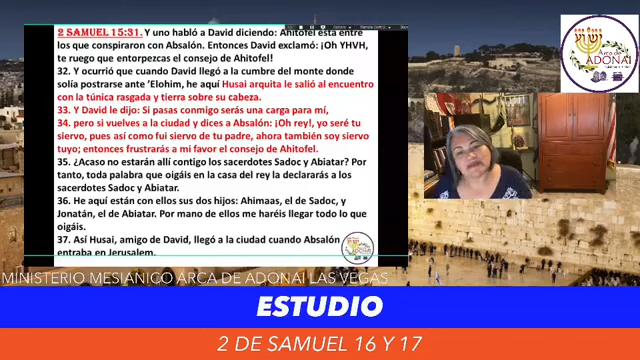 2 SAMUEL 15:31. Y uno habló a David diciendo: Ahitofel está entre
los que conspiraron con Absalón. Entonces David exclamó: ¡Oh YHVH,
te ruego que entorpezcas el consejo de Ahitofel!
32. Y ocurrió que cuando David llegó a la cumbre del monte donde
solía postrarse ante 'Elohim, he aquí Husai arquita le salió al encuentro
con la túnica rasgada y tierra sobre su cabeza.
33. Y David le dijo: Si pasas conmigo serás una carga para mí,
34. pero si vuelves a la ciudad y dices a Absalón: ¡Oh rey!, yo seré tu
siervo, pues así como fui siervo de tu padre, ahora también soy siervo
tuyo; entonces frustrarás a mi favor el consejo de Ahitofel.
35. ¿Acaso no estarán allí contigo los sacerdotes Sadoc y Abiatar? Por
tanto, toda palabra que oigáis en la casa del rey la declararás a los
sacerdotes Sadoc y Abiatar.
36. He aquí están con ellos sus dos hijos: Ahimaas, el de Sadoc, y
Jonatán, el de Abiatar. Por mano de ellos me haréis llegar todo lo que
oigáis.
37. Así Husai, amigo de David, llegó a la ciudad cuando Absalón
entraba en Jerusalem.
ישוע
Arca de
ADONAI
MINISTERIO MESIANICO ARCA DE ADONAI LAS VEGAS
ESTUDIO
2 DE SAMUEL 16 Y 17